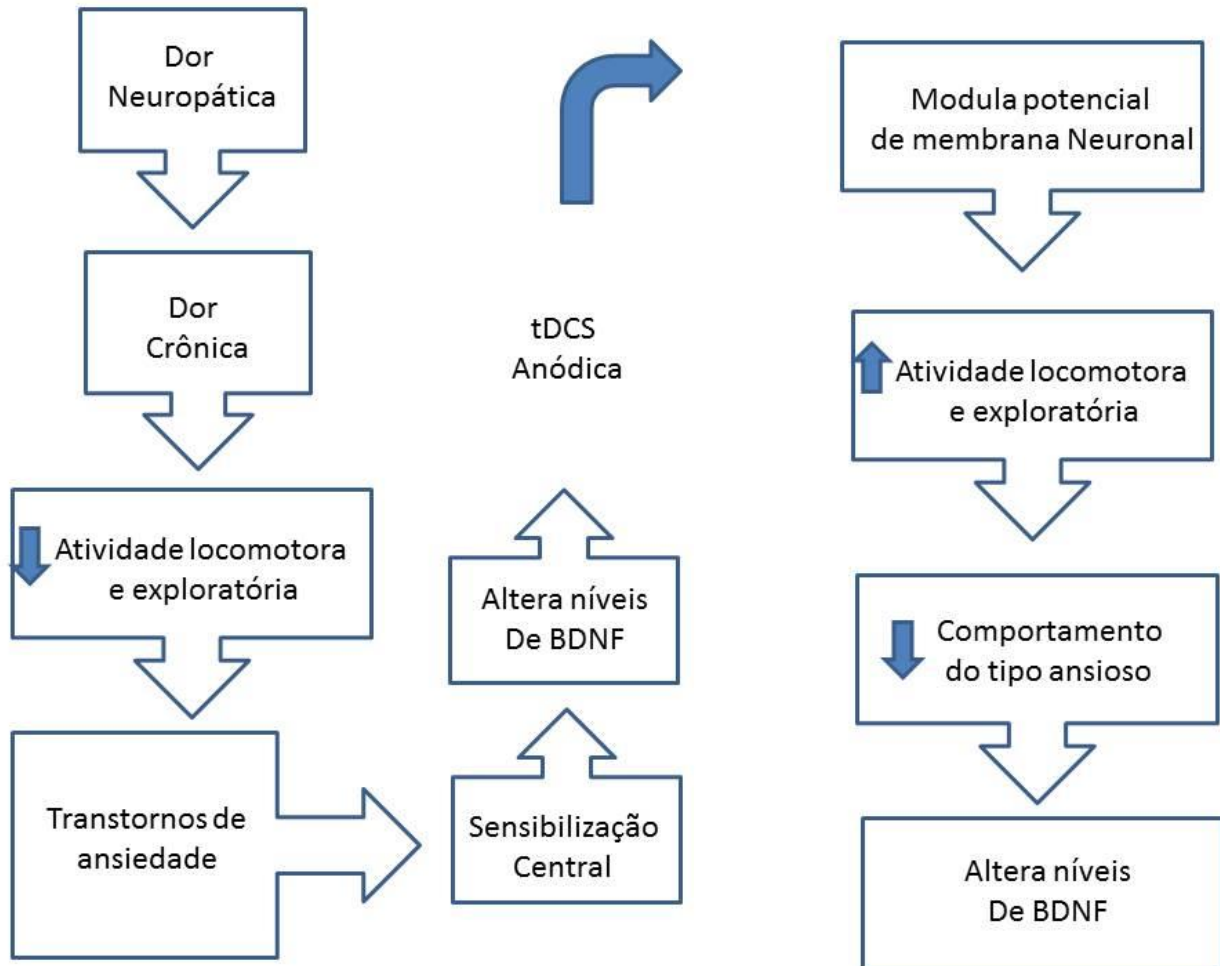 Dor
Neuropática
Dor
Crônica
Atividade locomotora
e exploratória
Transtornos de
ansiedade
Sensibilização
Central
Altera níveis
De BDNF
tDCS
Anódica
Modula potencial
de membrana Neuronal
Atividade locomotora
e exploratória
Comportamento
do tipo ansioso
Altera níveis
De BDNF